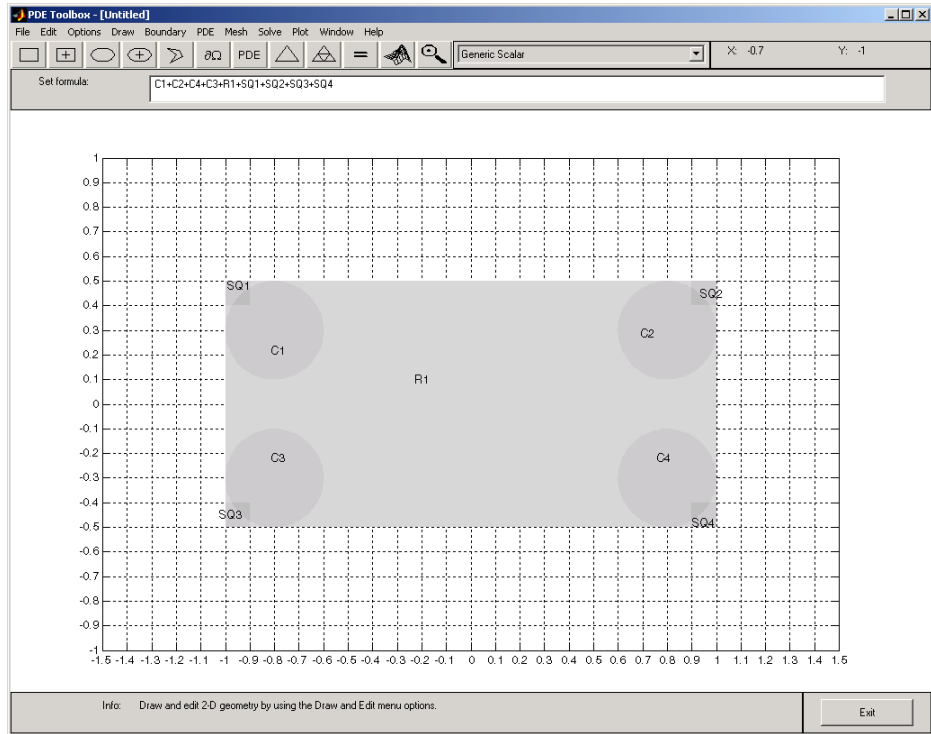 PDE Toolbox - [Untitled]
File Edit Options Draw Boundary PDE Mesh Solve Plot Window Help
∂Ω PDE = Generic Scalar X: -0.7 Y: -1
Set formula: C1+C2+C4+C3+R1+SQ1+SQ2+SQ3+SQ4
1
0.9
0.8
0.7
0.6
0.5
SQ1
SQ2
0.4
0.3
C2
C1
0.2
R1
0.1
0
-0.1
-0.2
C3
C4
-0.3
-0.4
SQ3
SQ4
-0.5
-0.6
-0.7
-0.8
-0.9
-1
-1.5 -1.4 -1.3 -1.2 -1.1 -1 -0.9 -0.8 -0.7 -0.6 -0.5 -0.4 -0.3 -0.2 -0.1 0 0.1 0.2 0.3 0.4 0.5 0.6 0.7 0.8 0.9 1 1.1 1.2 1.3 1.4 1.5
Info: Draw and edit 2-D geometry by using the Draw and Edit menu options.
Exit